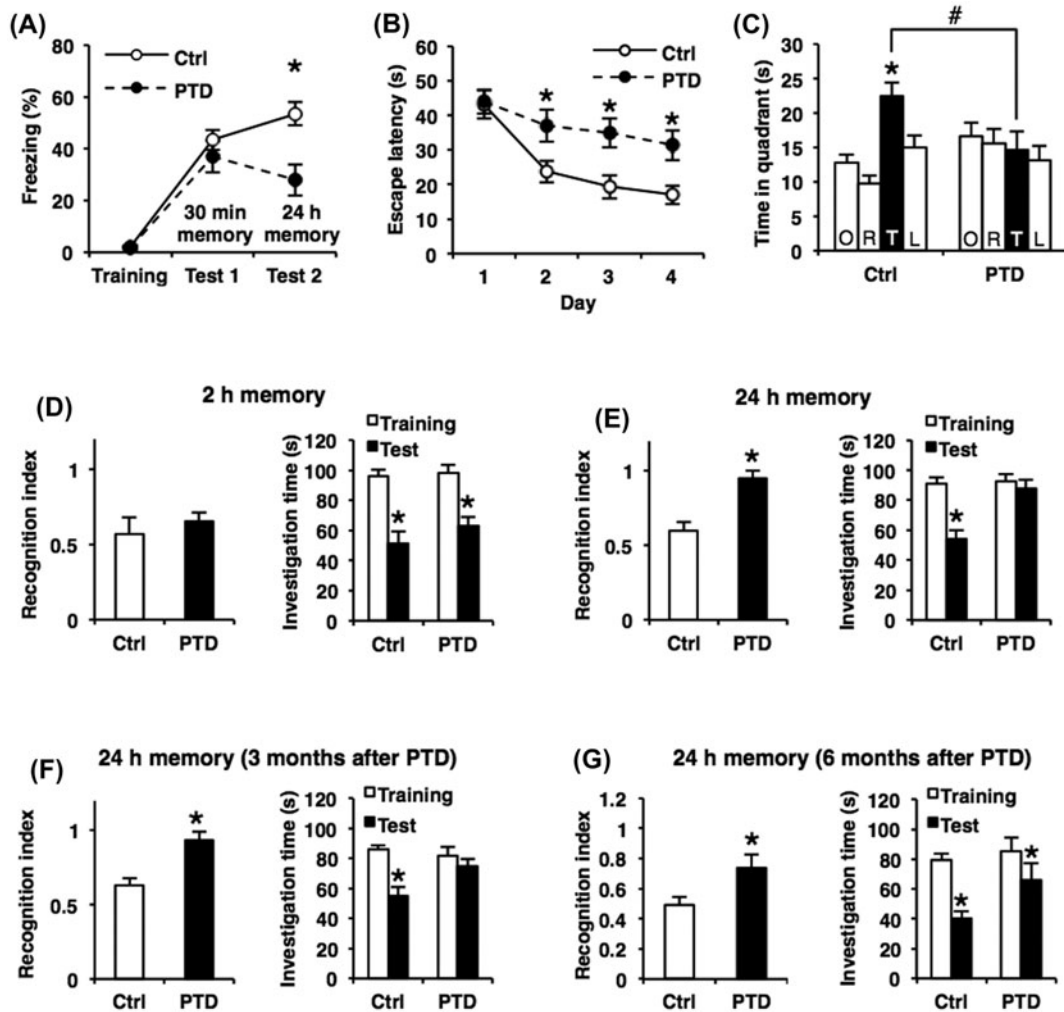 (A)
80
60
40
20
0
Freezing (%)
Ctrl
PTD
*
30 min
memory
24 h
memory
Training Test 1 Test 2
(B)
60
50
40
30
20
10
0
Escape latency (s)
Ctrl
PTD
* * *
1 2 3 4
Day
(C)
30
25
20
15
10
5
0
Time in quadrant (s)
#
*
O R T L O R T L
Ctrl PTD
2 h memory
(D)
1
0.5
0
Recognition index
Ctrl PTD
Training
Test
120
100
80
60
40
20
0
Investigation time (s)
* *
Ctrl PTD
24 h memory
(E)
1
0.5
0
Recognition index
*
Ctrl PTD
Training
Test
120
100
80
60
40
20
0
Investigation time (s)
*
Ctrl PTD
24 h memory (3 months after PTD)
(F)
1
0.5
0
Recognition index
*
Ctrl PTD
Training
Test
120
100
80
60
40
20
0
Investigation time (s)
*
Ctrl PTD
24 h memory (6 months after PTD)
(G)
1.2
1
0.8
0.6
0.4
0.2
0
Recognition index
*
Ctrl PTD
Training
Test
120
100
80
60
40
20
0
Investigation time (s)
* *
Ctrl PTD